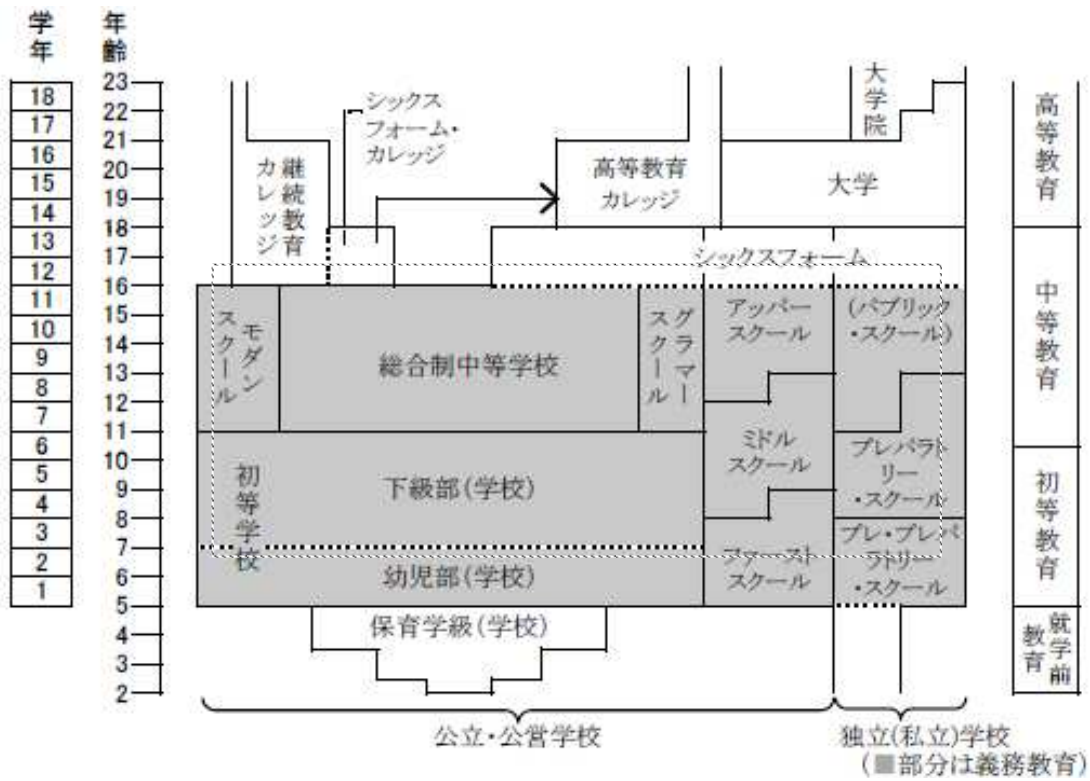 学年
年齢
23
18
22
17
21
16
20
15
19
14
18
13
17
12
16
11
15
10
14
9
13
8
12
7
11
6
10
5
9
4
8
3
7
2
6
1
5
4
3
2
継続教育
カレッジ
シックス
フォーム・
カレッジ
高等教育
カレッジ
大学院
大学
シックスフォーム
モダン
スクール
総合制中等学校
グラマー
スクール
アッパー
スクール
(パブリック
・スクール)
ミドル
スクール
プレパラト
リー
・スクール
初等学校
下級部(学校)
幼児部(学校)
ファースト
スクール
プレ・プレパ
ラトリー
・スクール
保育学級(学校)
高等教育
中等教育
初等教育
就学前
教育
公立・公営学校
独立(私立)学校
(■部分は義務教育)